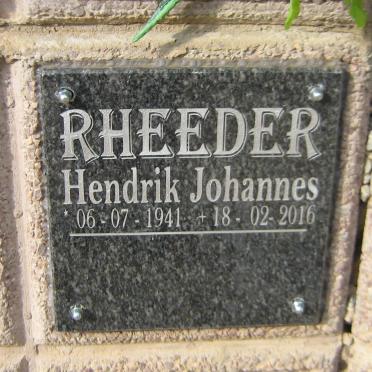 RHEEDER
Hendrik Johannes
* 06 - 07 - 1941 + 18 - 02 - 2016